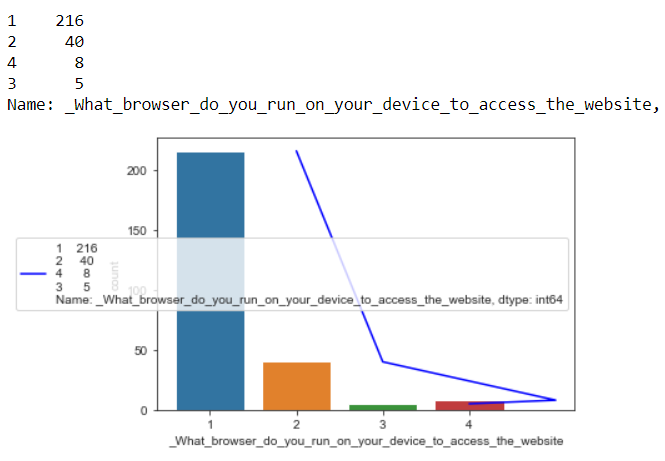 1 216
2 40
4 8
3 5
Name: _What_browser_do_you_run_on_your_device_to_access_the_website,
200
150
100
50
0
count
1 216
2 40
4 8
3 5
Name: _What_browser_do_you_run_on_your_device_to_access_the_website, dtype: int64
1 2 3 4
_What_browser_do_you_run_on_your_device_to_access_the_website